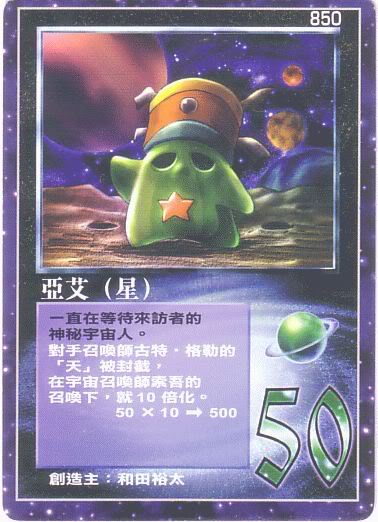 850
亞艾（星）
一直在等待來訪者的
神秘宇宙人。
對手召喚師古特・格勒的
「天」被封截，
在宇宙召喚師索吾的
召喚下，就10倍化。
50 × 10 ➡ 500
50
創造主：和田裕太